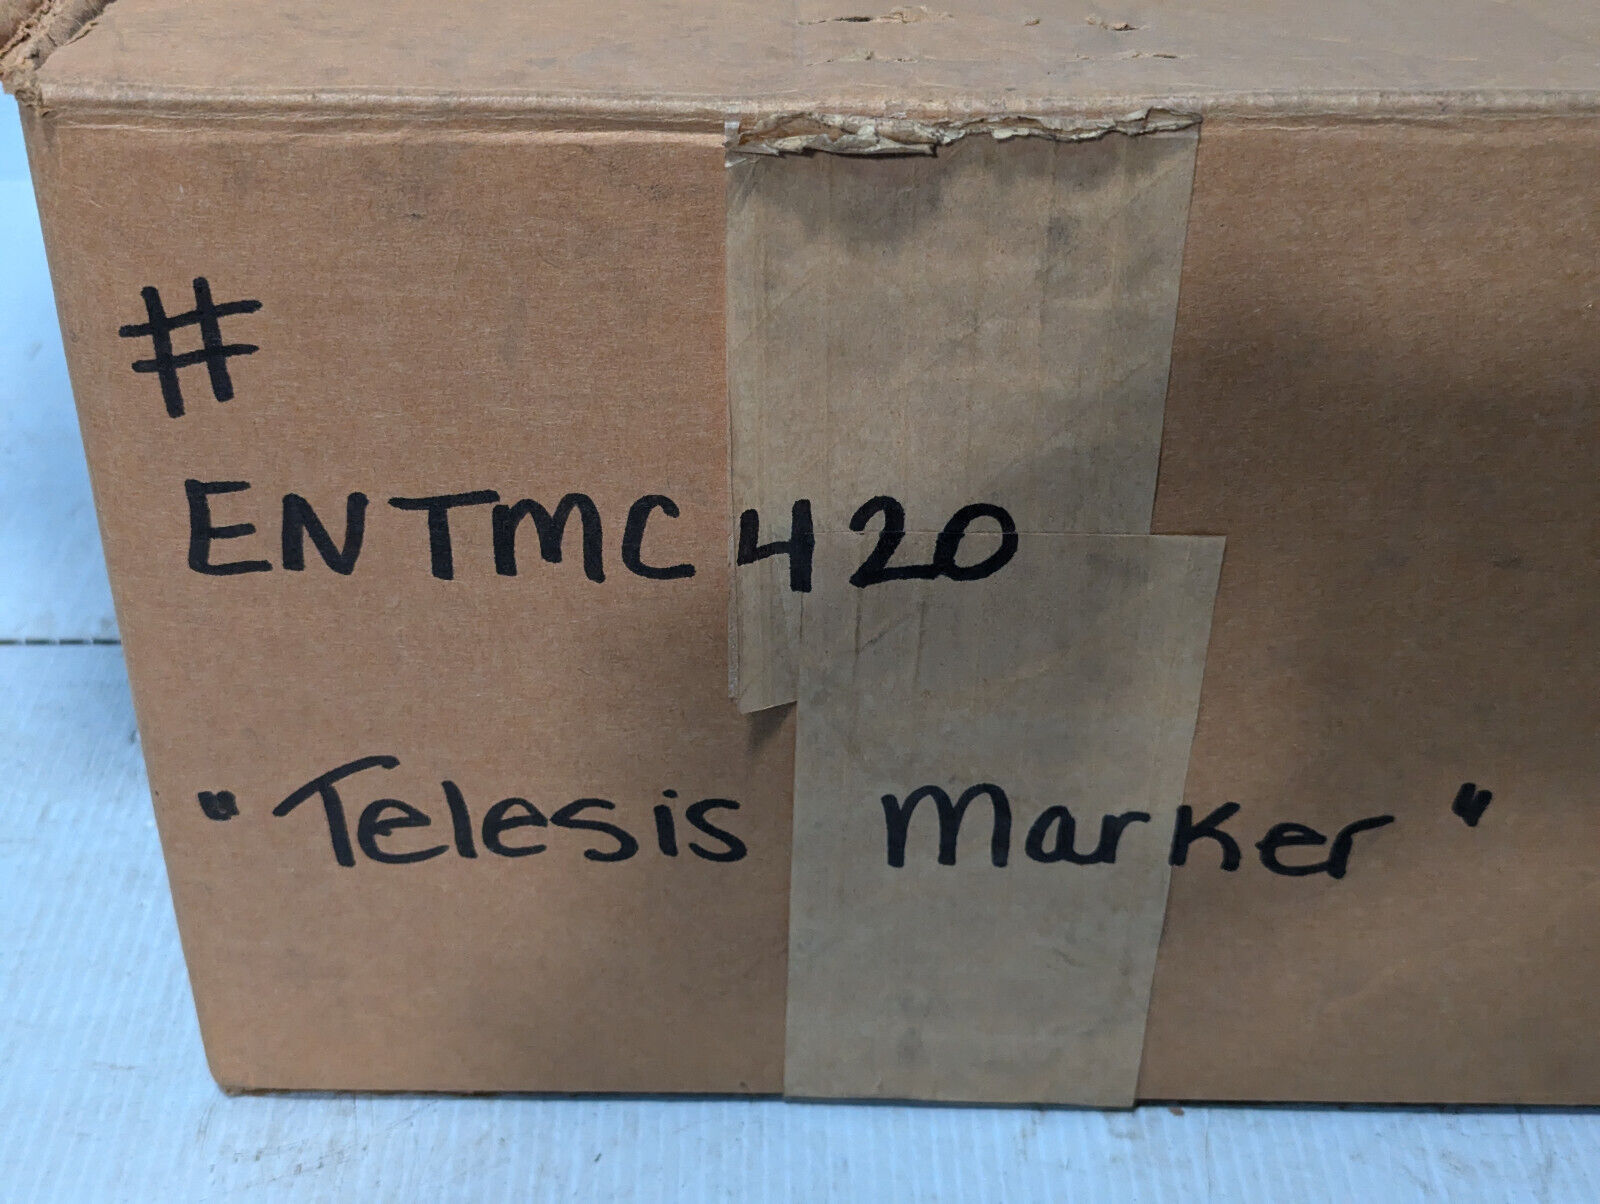 #
ENTMC420
"Telesis Marker"